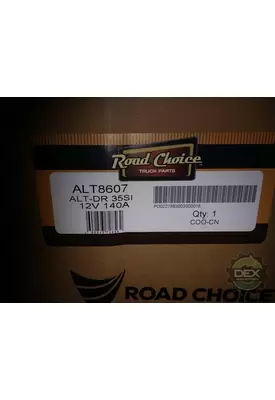 Road Choice
TRUCK PARTS
ALT8607
ALT-DR 35SI
12V 140A
Qty: 1
COO-CN
DEX
ROAD CHOICE